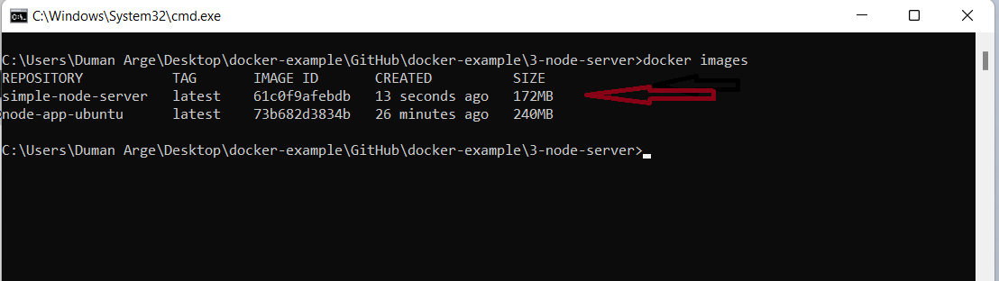 C:\Windows\System32\cmd.exe
C:\Users\Duman Arge\Desktop\docker-example\GitHub\docker-example\3-node-server>docker images
REPOSITORY TAG IMAGE ID CREATED SIZE
simple-node-server latest 61c0f9afebdb 13 seconds ago 172MB
node-app-ubuntu latest 73b682d3834b 26 minutes ago 240MB
C:\Users\Duman Arge\Desktop\docker-example\GitHub\docker-example\3-node-server>